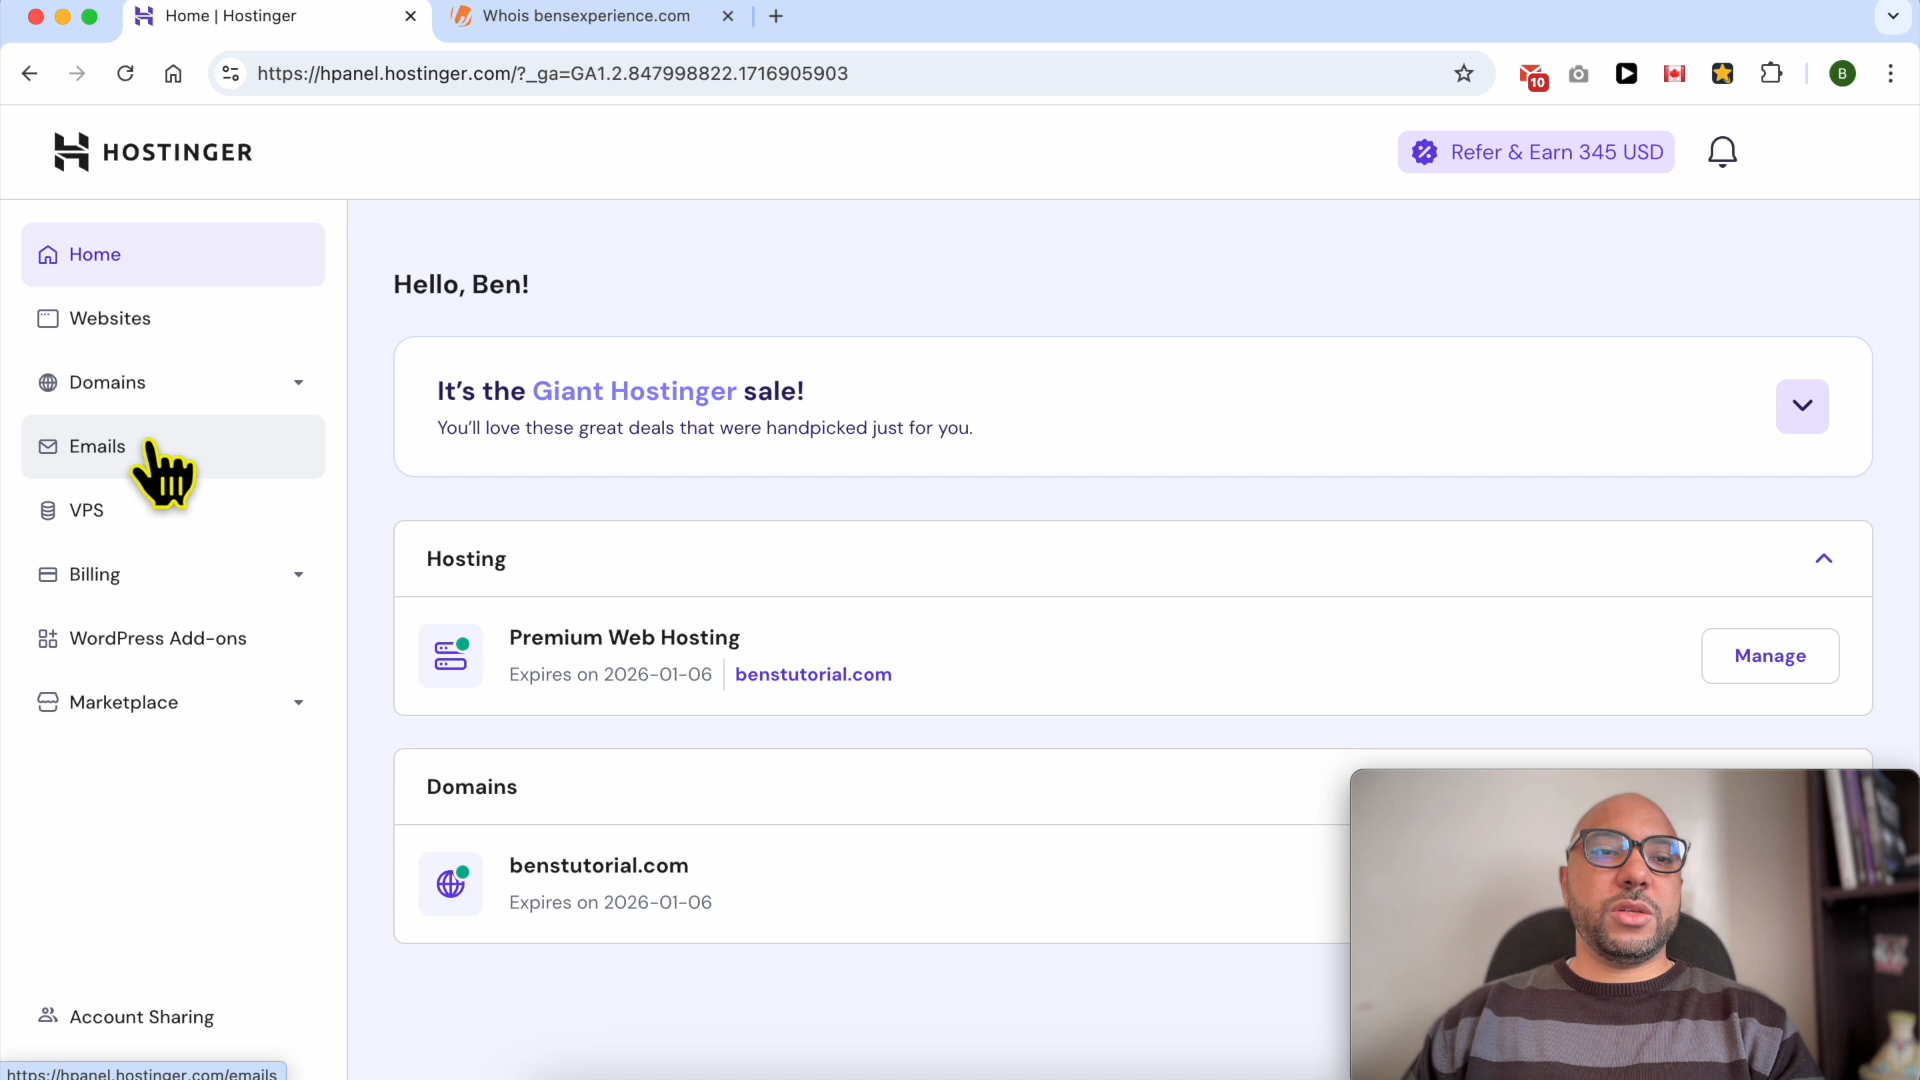 Home | Hostinger
Whois bensexperience.com
https://hpanel.hostinger.com/?_ga=GA1.2.847998822.1716905903
10
B
HOSTINGER
Refer & Earn 345 USD
Home
Websites
Domains
Emails
VPS
Billing
WordPress Add-ons
Marketplace
Account Sharing
Hello, Ben!
It's the Giant Hostinger sale!
You'll love these great deals that were handpicked just for you.
Hosting
Premium Web Hosting
Expires on 2026-01-06
benstutorial.com
Manage
Domains
benstutorial.com
Expires on 2026-01-06
https://hpanel.hostinger.com/emails